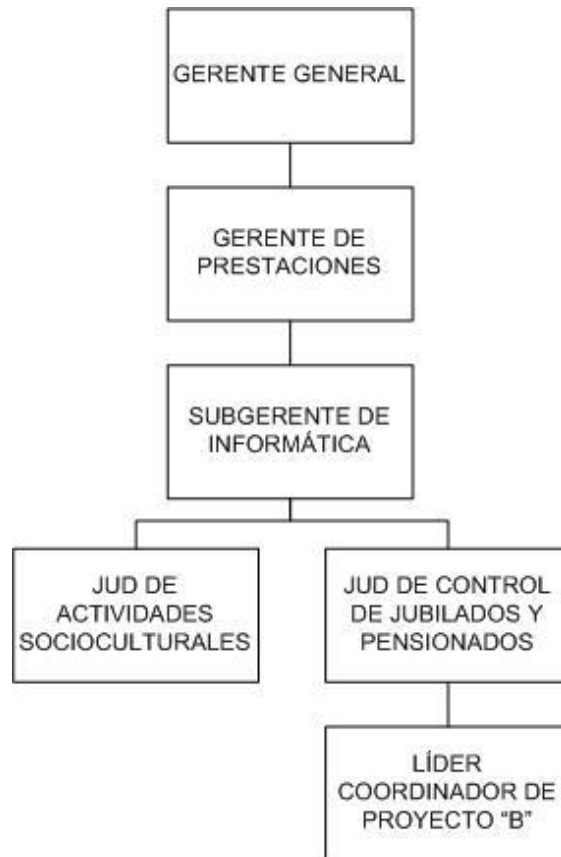 GERENTE GENERAL
GERENTE DE
PRESTACIONES
SUBGERENTE DE
INFORMÁTICA
JUD DE
ACTIVIDADES
SOCIOCULTURALES
JUD DE CONTROL
DE JUBILADOS Y
PENSIONADOS
LÍDER
COORDINADOR DE
PROYECTO “B”